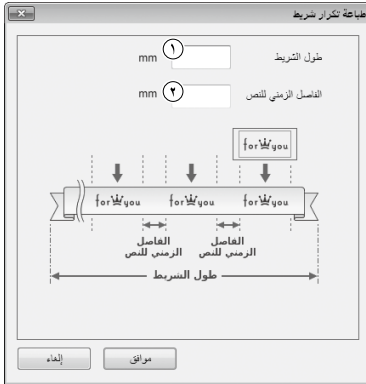 طباعة تكرار شريط
طول الشريط ١ mm
الفاصل الزمني للنص ٢ mm
for you
for you for you for you
الفاصل الزمني للنص الفاصل الزمني للنص
طول الشريط
موافق إلغاء